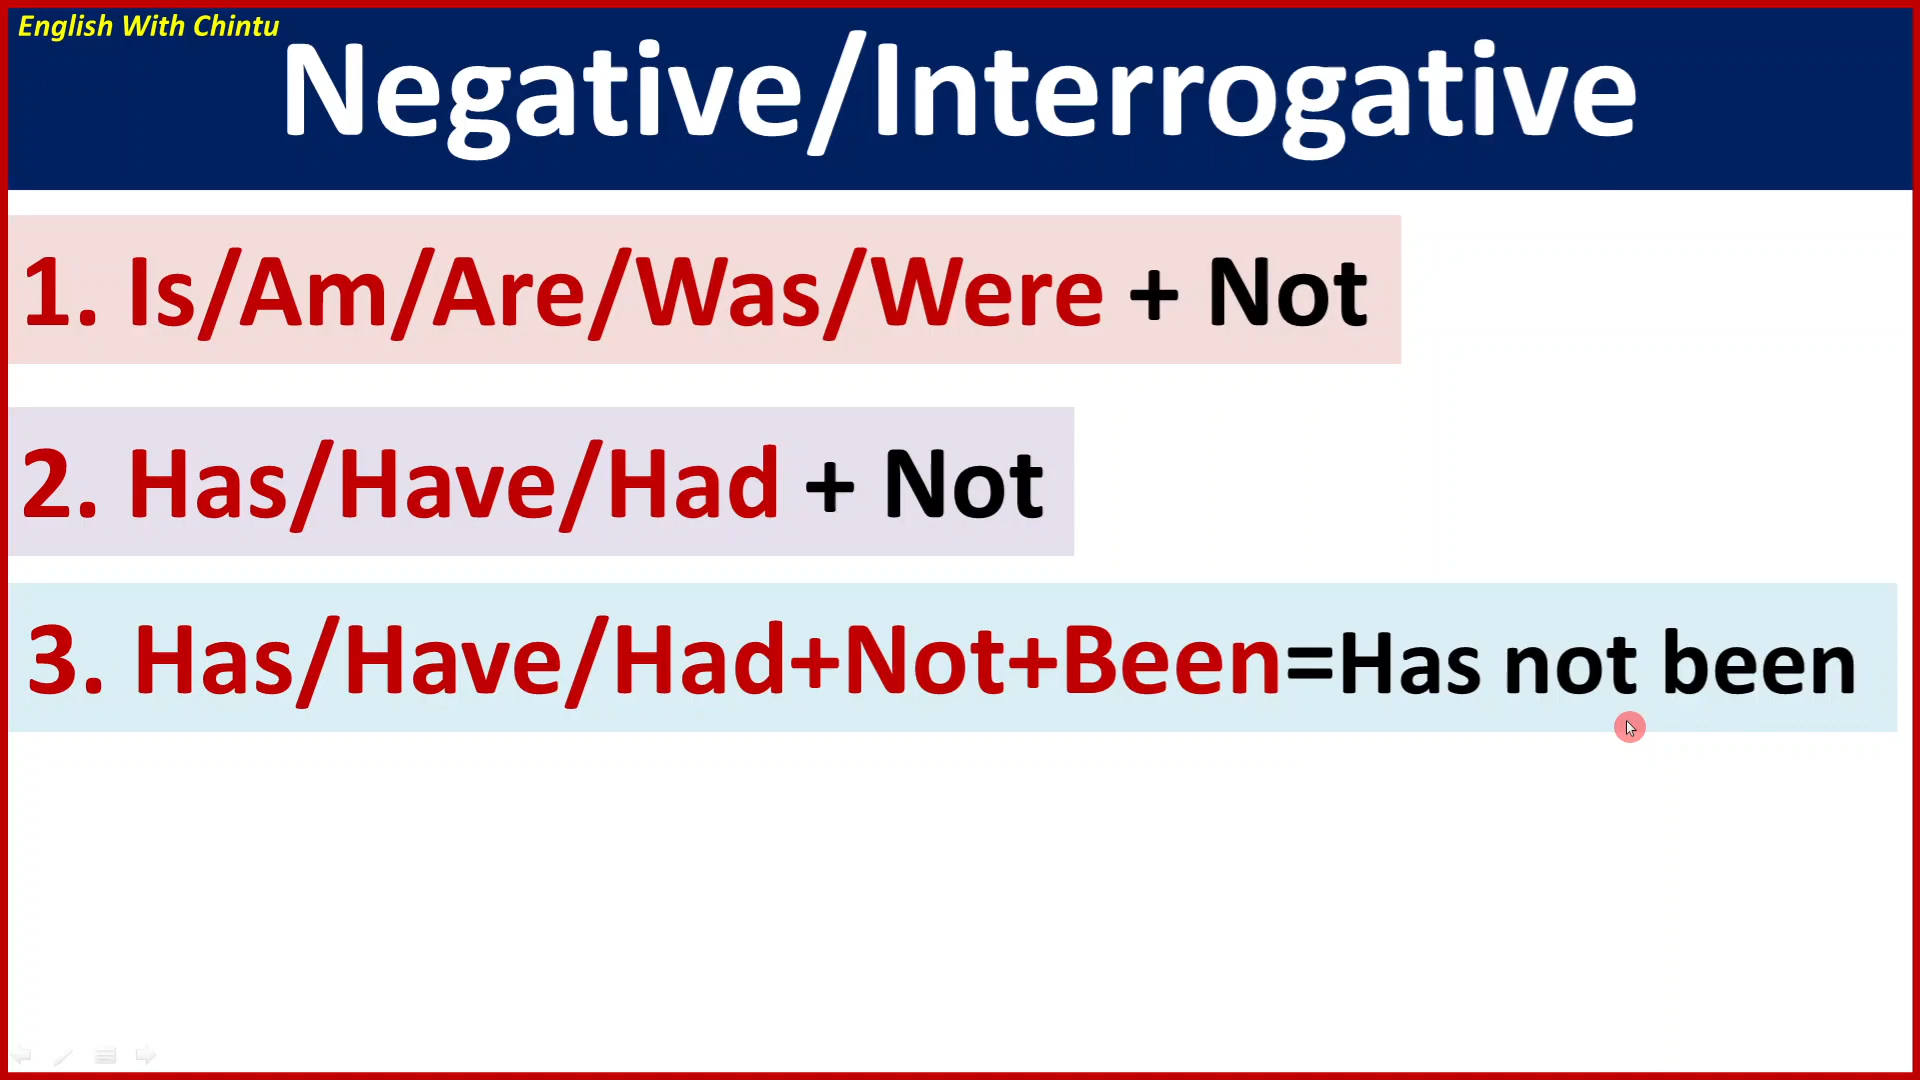 English With Chintu
Negative/Interrogative
1. Is/Am/Are/Was/Were + Not
2. Has/Have/Had + Not
3. Has/Have/Had+Not+Been=Has not been